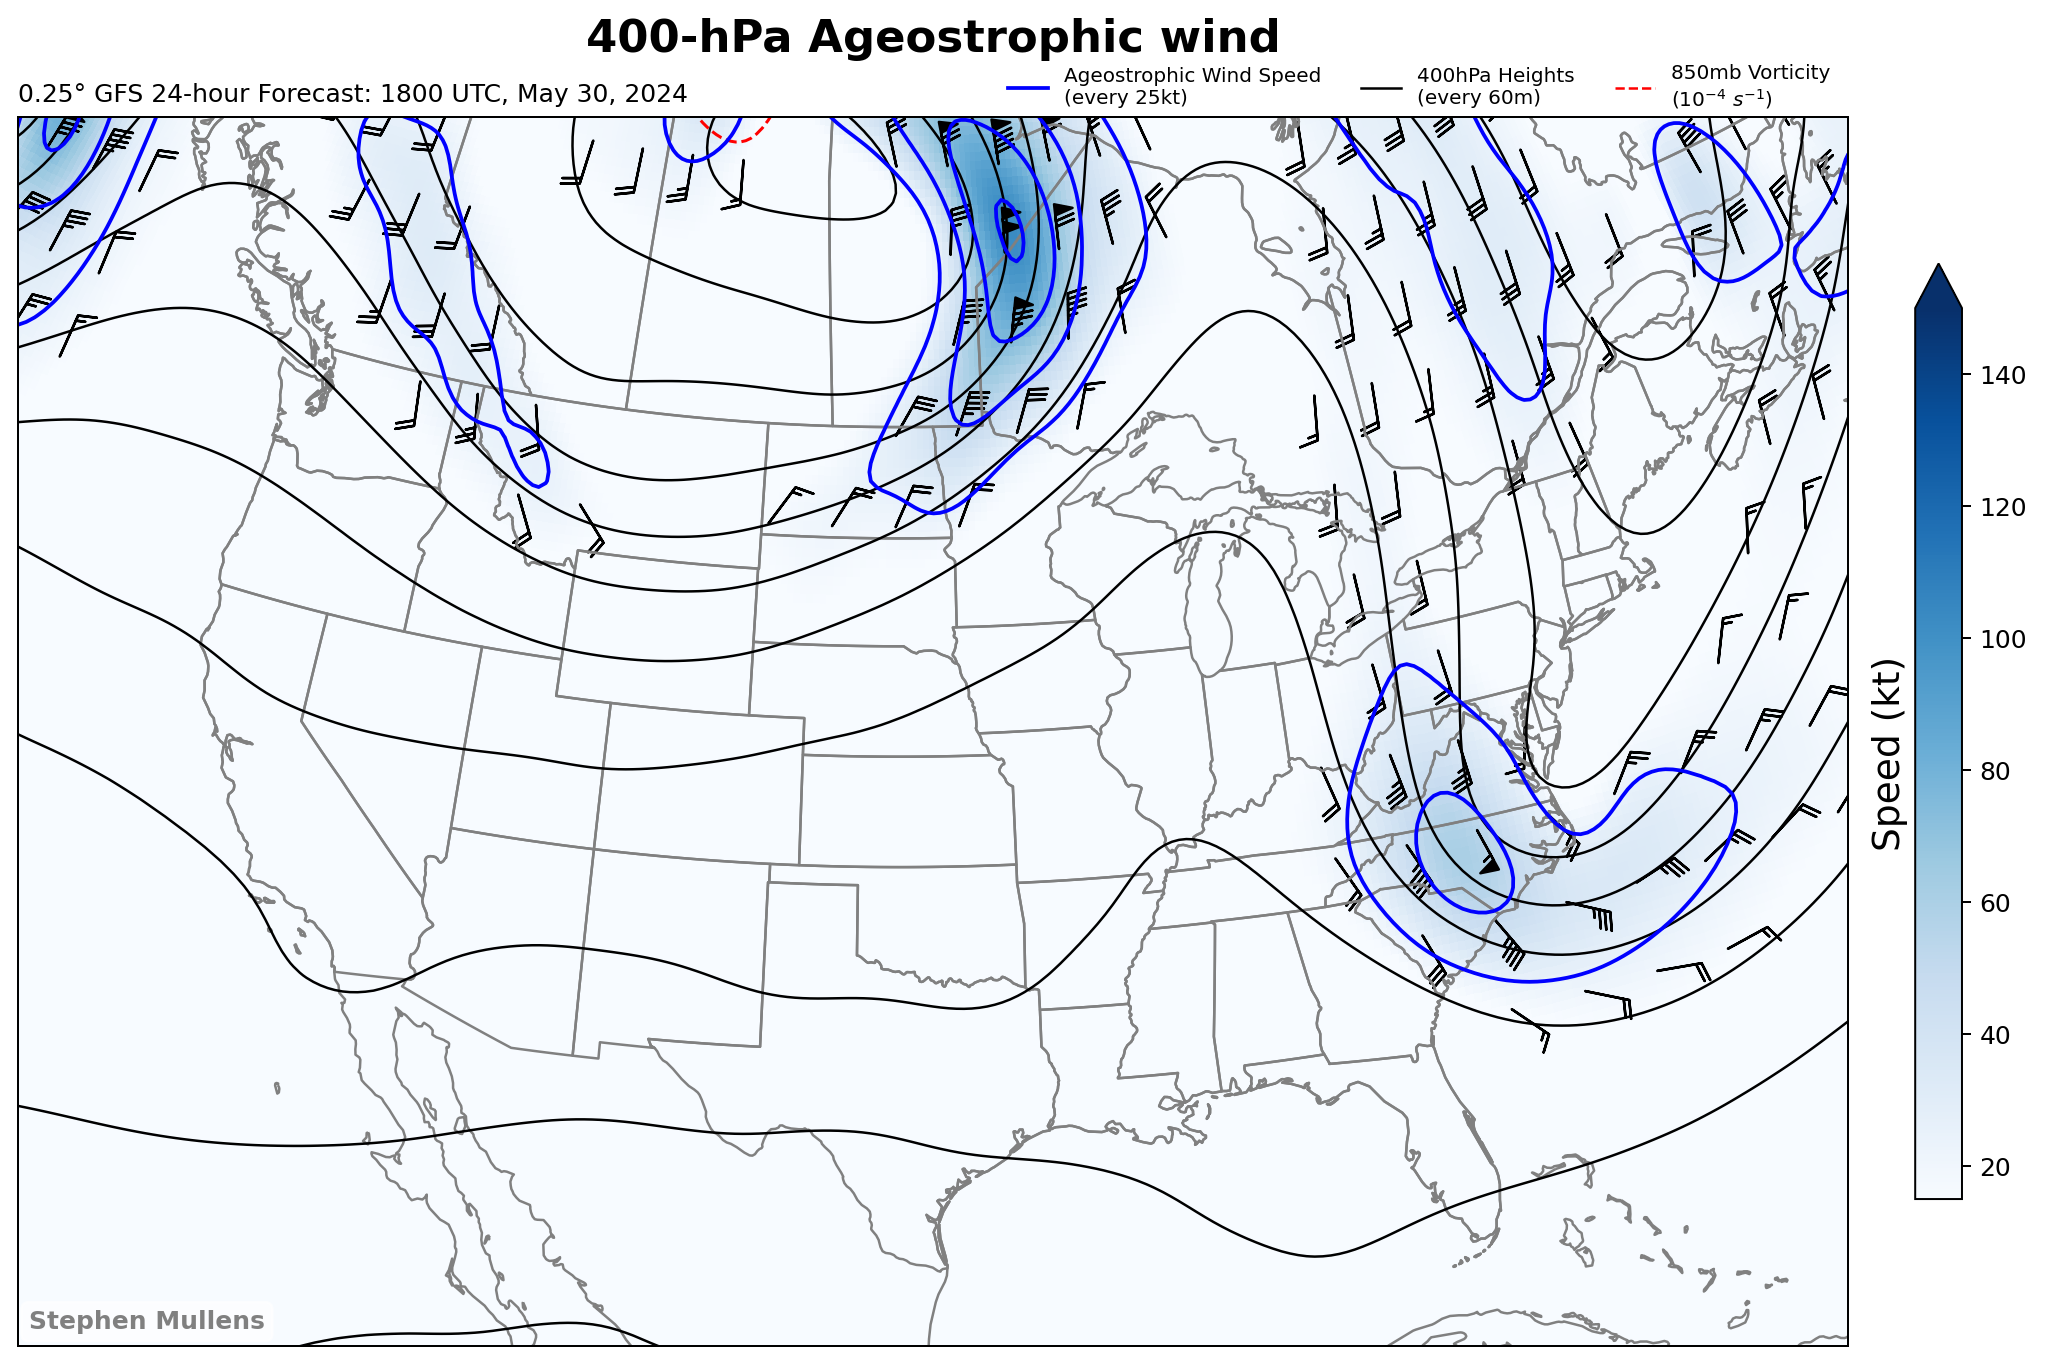 400-hPa Ageostrophic wind
0.25° GFS 24-hour Forecast: 1800 UTC, May 30, 2024
Ageostrophic Wind Speed
(every 25kt)
400hPa Heights
(every 60m)
850mb Vorticity
(10⁻⁴ s⁻¹)
140
120
100
80
60
40
20
Speed (kt)
Stephen Mullens